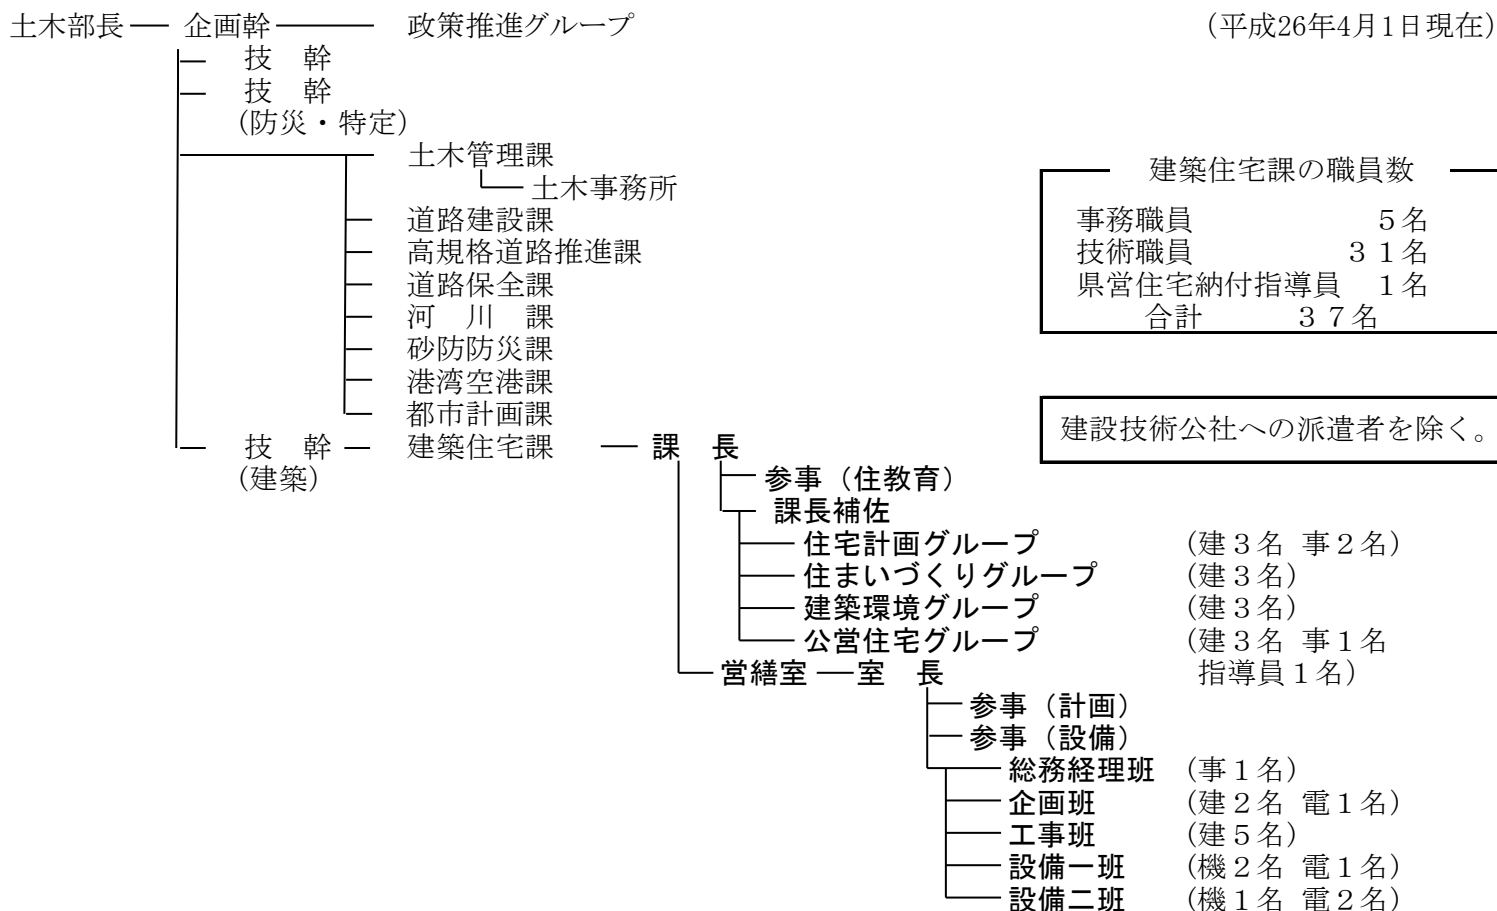 土木部長 企画幹 政策推進グループ (平成26年4月1日現在)
技 幹
技 幹
(防災・特定)
土木管理課
土木事務所
道路建設課
高規格道路推進課
道路保全課
河 川 課
砂防防災課
港湾空港課
都市計画課
技 幹 建築住宅課 課 長
(建築)
建築住宅課の職員数
事務職員 5名
技術職員 31名
県営住宅納付指導員 1名
合計 37名
建設技術公社への派遣者を除く。
参事(住教育)
課長補佐
住宅計画グループ (建3名 事2名)
住まいづくりグループ (建3名)
建築環境グループ (建3名)
公営住宅グループ (建3名 事1名
営繕室 室 長 指導員1名)
参事(計画)
参事(設備)
総務経理班 (事1名)
企画班 (建2名 電1名)
工事班 (建5名)
設備一班 (機2名 電1名)
設備二班 (機1名 電2名)